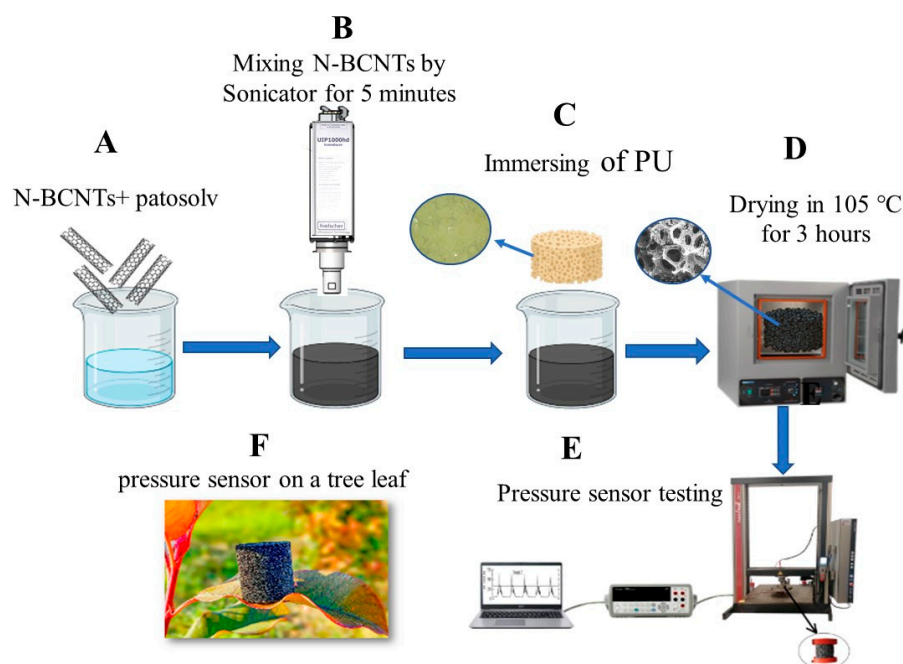 A
N-BCNTs+ patosolv
B
Mixing N-BCNTs by
Sonicator for 5 minutes
UIP1000hd
hielscher
C
Immersing of PU
D
Drying in 105 °C
for 3 hours
F
pressure sensor on a tree leaf
E
Pressure sensor testing